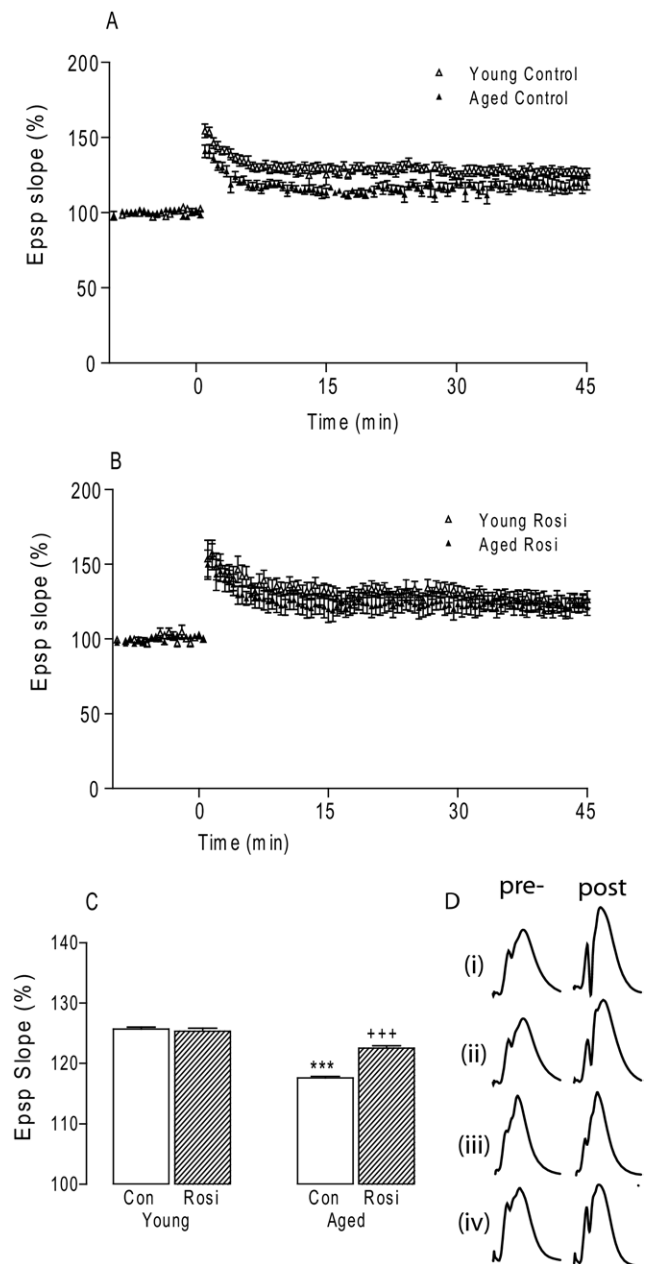 A
200
150
100
50
0
Epsp slope (%)
Young Control
Aged Control
0 15 30 45
Time (min)
B
200
150
100
50
0
Epsp slope (%)
Young Rosi
Aged Rosi
0 15 30 45
Time (min)
C
140
130
120
110
100
Epsp Slope (%)
***
+++
Con Rosi Con Rosi
Young Aged
D pre- post
(i)
(ii)
(iii)
(iv)